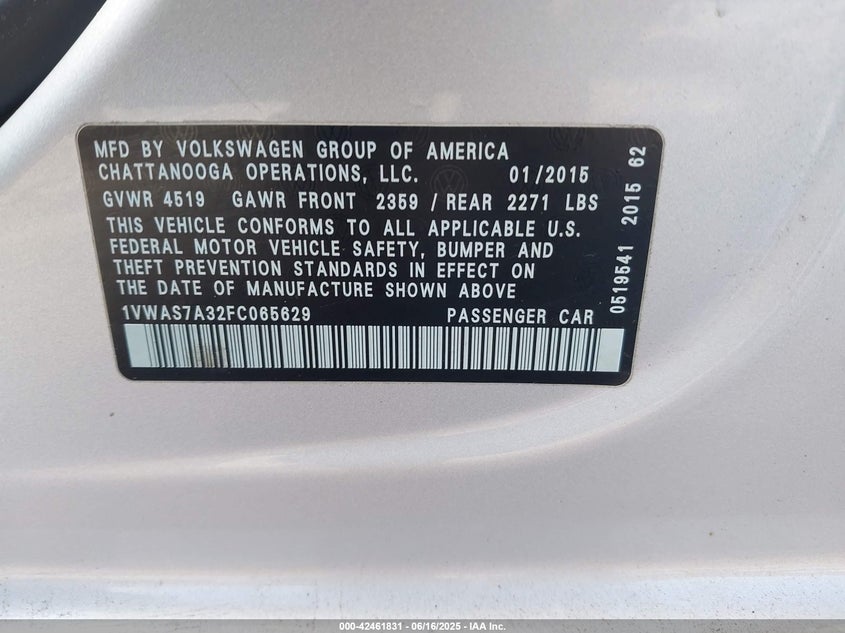 MFD BY VOLKSWAGEN GROUP OF AMERICA
CHATTANOOGA OPERATIONS, LLC. 01/2015
GVWR 4519 GAWR FRONT 2359 / REAR 2271 LBS
THIS VEHICLE CONFORMS TO ALL APPLICABLE U.S.
FEDERAL MOTOR VEHICLE SAFETY, BUMPER AND
THEFT PREVENTION STANDARDS IN EFFECT ON
THE DATE OF MANUFACTURE SHOWN ABOVE
1VWAS7A32FC065629 PASSENGER CAR
0519541 2015 62
000-42461831 - 06/16/2025 - IAA Inc.